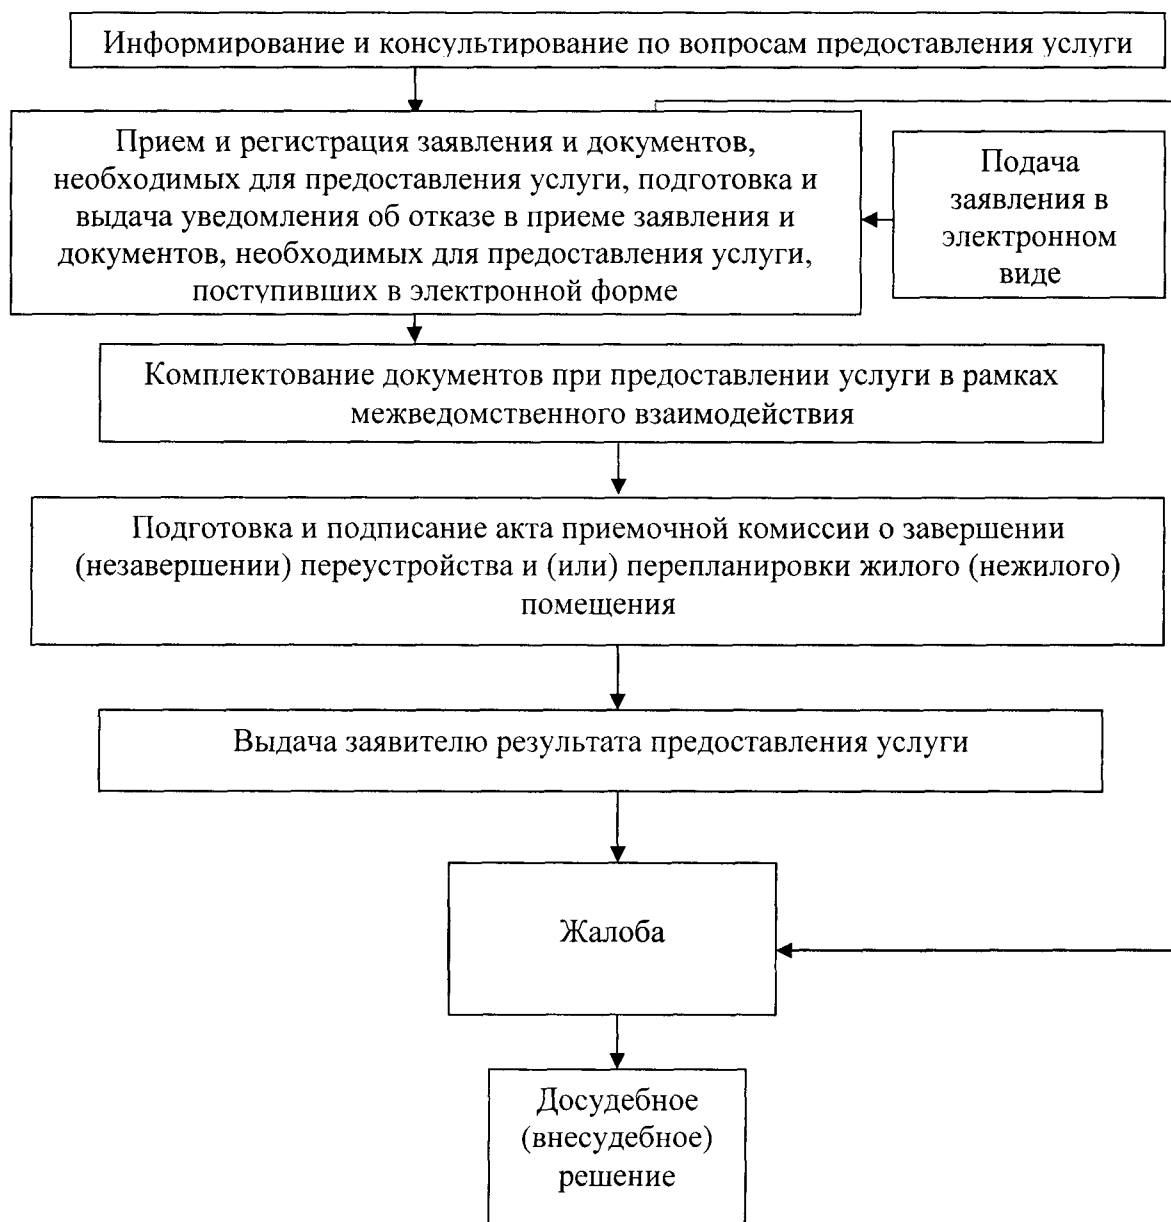 Информирование и консультирование по вопросам предоставления услуги
Прием и регистрация заявления и документов,
необходимых для предоставления услуги, подготовка и
выдача уведомления об отказе в приеме заявления и
документов, необходимых для предоставления услуги,
поступивших в электронной форме
Подача
заявления в
электронном
виде
Комплектование документов при предоставлении услуги в рамках
межведомственного взаимодействия
Подготовка и подписание акта приемочной комиссии о завершении
(незавершении) переустройства и (или) перепланировки жилого (нежилого)
помещения
Выдача заявителю результата предоставления услуги
Жалоба
Досудебное
(внесудебное)
решение